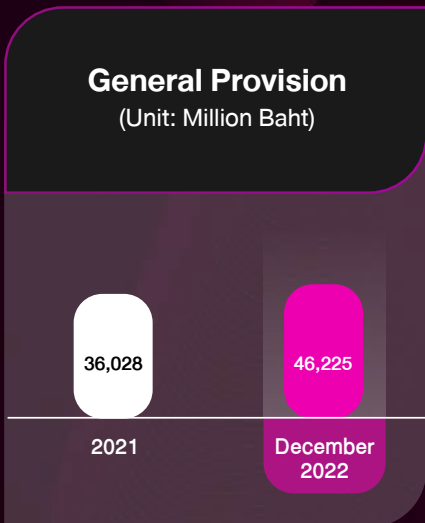 General Provision
(Unit: Million Baht)
36,028
46,225
2021
December
2022